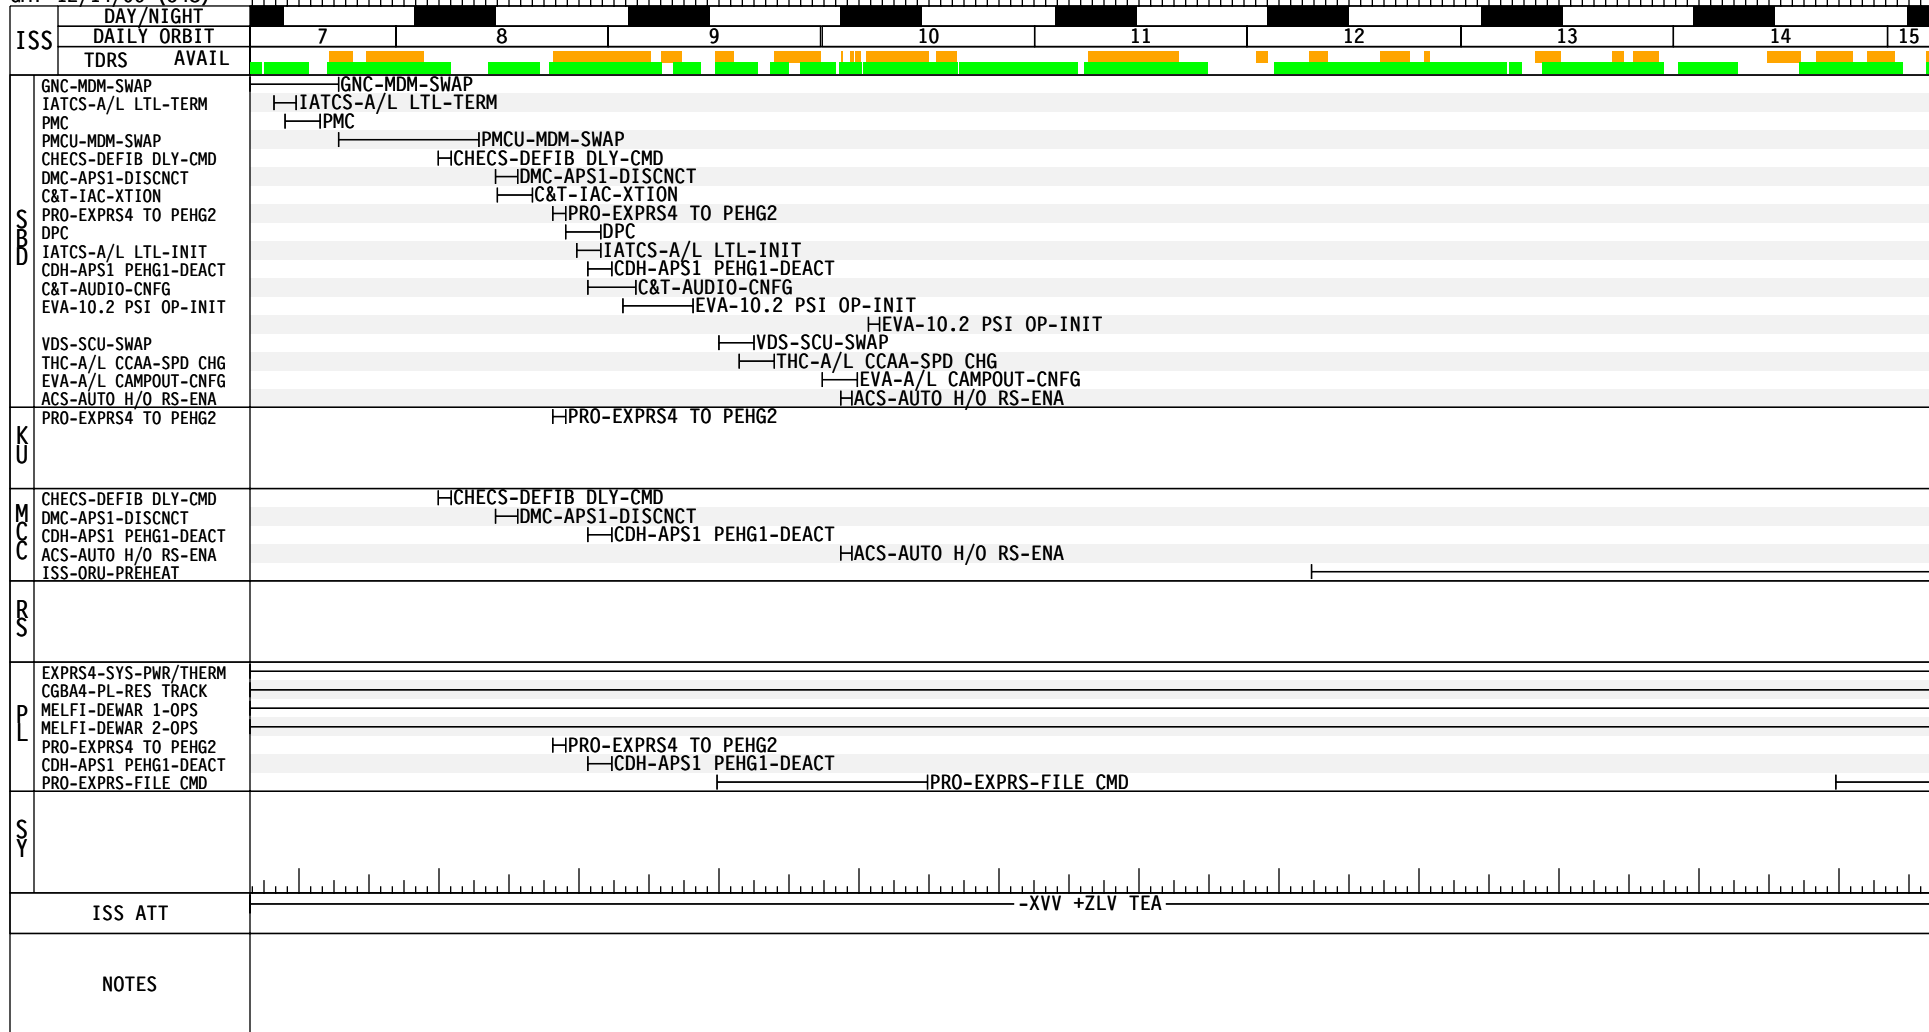 DAY/NIGHT
ISS DAILY ORBIT 7 8 9 10 11 12 13 14 15
TDRS AVAIL
SBD
GNC-MDM-SWAP GNC-MDM-SWAP
IATCS-A/L LTL-TERM IATCS-A/L LTL-TERM
PMC PMC
PMCU-MDM-SWAP PMCU-MDM-SWAP
CHECS-DEFIB DLY-CMD CHECS-DEFIB DLY-CMD
DMC-APS1-DISCNCT DMC-APS1-DISCNCT
C&T-IAC-XTION C&T-IAC-XTION
PRO-EXPRS4 TO PEHG2 PRO-EXPRS4 TO PEHG2
DPC DPC
IATCS-A/L LTL-INIT IATCS-A/L LTL-INIT
CDH-APS1 PEHG1-DEACT CDH-APS1 PEHG1-DEACT
C&T-AUDIO-CNFG C&T-AUDIO-CNFG
EVA-10.2 PSI OP-INIT EVA-10.2 PSI OP-INIT
EVA-10.2 PSI OP-INIT
VDS-SCU-SWAP VDS-SCU-SWAP
THC-A/L CCAA-SPD CHG THC-A/L CCAA-SPD CHG
EVA-A/L CAMPOUT-CNFG EVA-A/L CAMPOUT-CNFG
ACS-AUTO H/O RS-ENA ACS-AUTO H/O RS-ENA
KU
PRO-EXPRS4 TO PEHG2 PRO-EXPRS4 TO PEHG2
MCC
CHECS-DEFIB DLY-CMD CHECS-DEFIB DLY-CMD
DMC-APS1-DISCNCT DMC-APS1-DISCNCT
CDH-APS1 PEHG1-DEACT CDH-APS1 PEHG1-DEACT
ACS-AUTO H/O RS-ENA ACS-AUTO H/O RS-ENA
ISS-ORU-PREHEAT
RS
PL
EXPRS4-SYS-PWR/THERM
CGBA4-PL-RES TRACK
MELFI-DEWAR 1-OPS
MELFI-DEWAR 2-OPS
PRO-EXPRS4 TO PEHG2 PRO-EXPRS4 TO PEHG2
CDH-APS1 PEHG1-DEACT CDH-APS1 PEHG1-DEACT
PRO-EXPRS-FILE CMD PRO-EXPRS-FILE CMD
SY
ISS ATT -XVV +ZLV TEA
NOTES